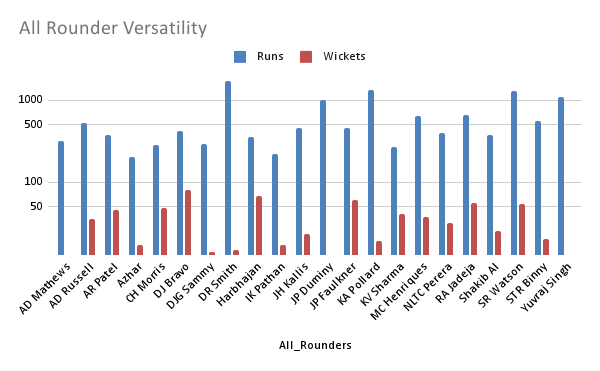 All Rounder Versatility
Runs Wickets
1000
500
100
50
AD Mathews
AD Russell
AR Patel
Azhar
CH Morris
DJ Bravo
DJG Sammy
DR Smith
Harbhajan
IK Pathan
JH Kallis
JP Duminy
JP Faulkner
KA Pollard
KV Sharma
MC Henriques
NLTC Perera
RA Jadeja
Shakib Al
SR Watson
STR Binny
Yuvraj Singh
All_Rounders